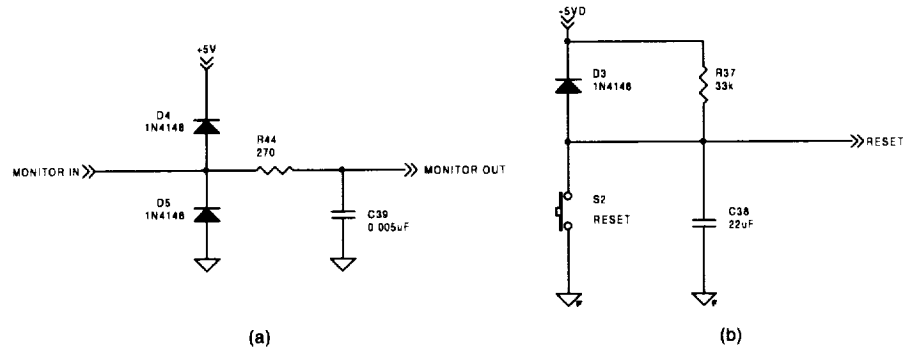 +5V
D4
1N4148
R44
270
MONITOR IN
MONITOR OUT
D5
1N4148
C39
0.005uF
(a)
-5VD
D3
1N4148
R37
33k
RESET
S2
RESET
C38
22uF
(b)